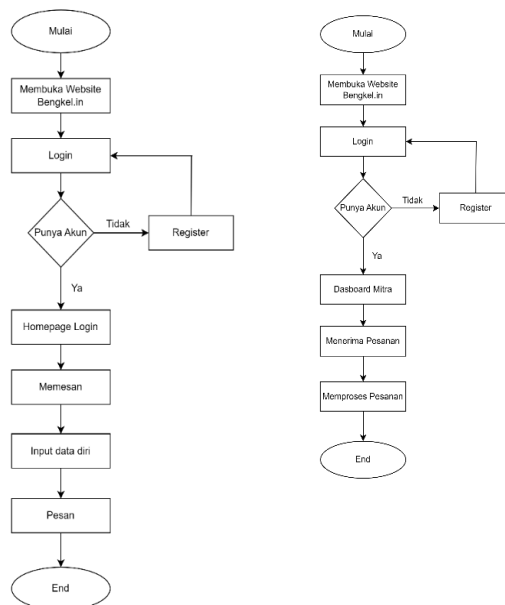 Mulai
Membuka Website
Bengkel.in
Login
Punya Akun
Tidak
Register
Ya
Homepage Login
Memesan
Input data diri
Pesan
End
Mulai
Membuka Website
Bengkel.in
Login
Punya Akun
Tidak
Register
Ya
Dasboard Mitra
Menorima Pesanan
Memproses Pesanan
End